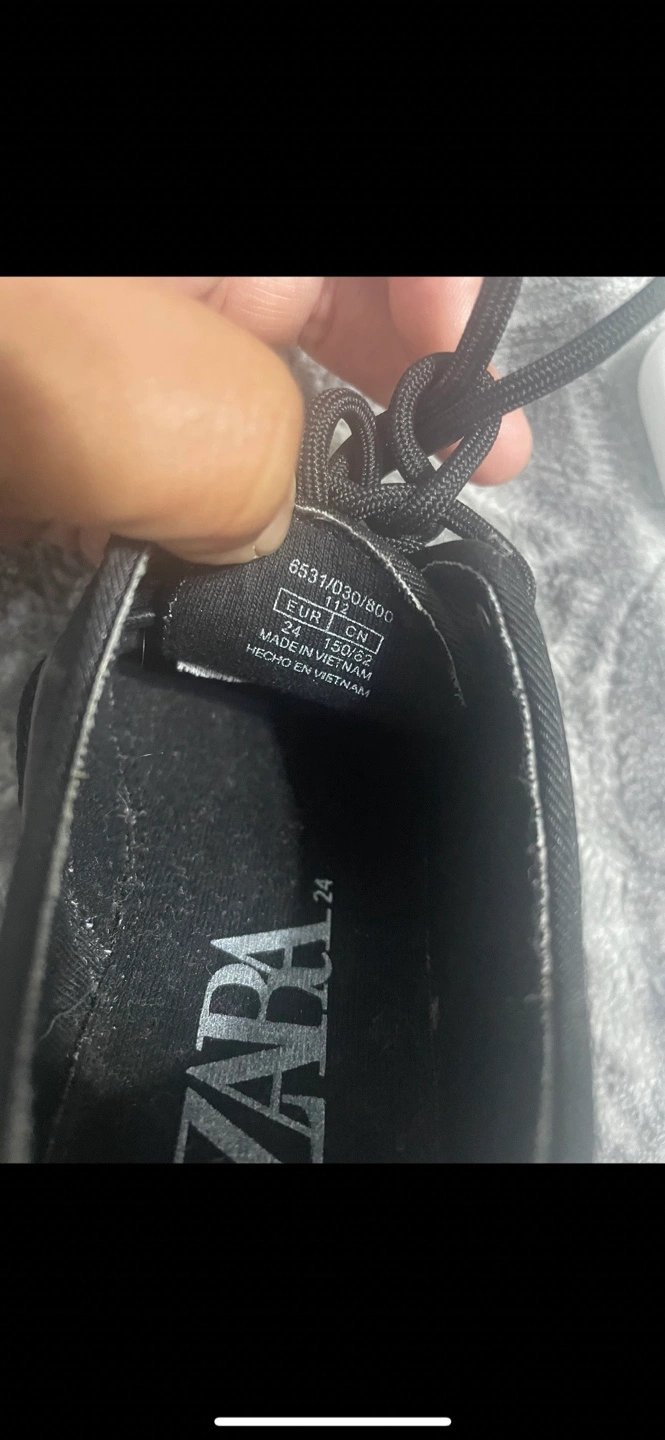 6531/030/800
112
EUR CN
24 150/62
MADE IN VIETNAM
HECHO EN VIETNAM
24
ZARA